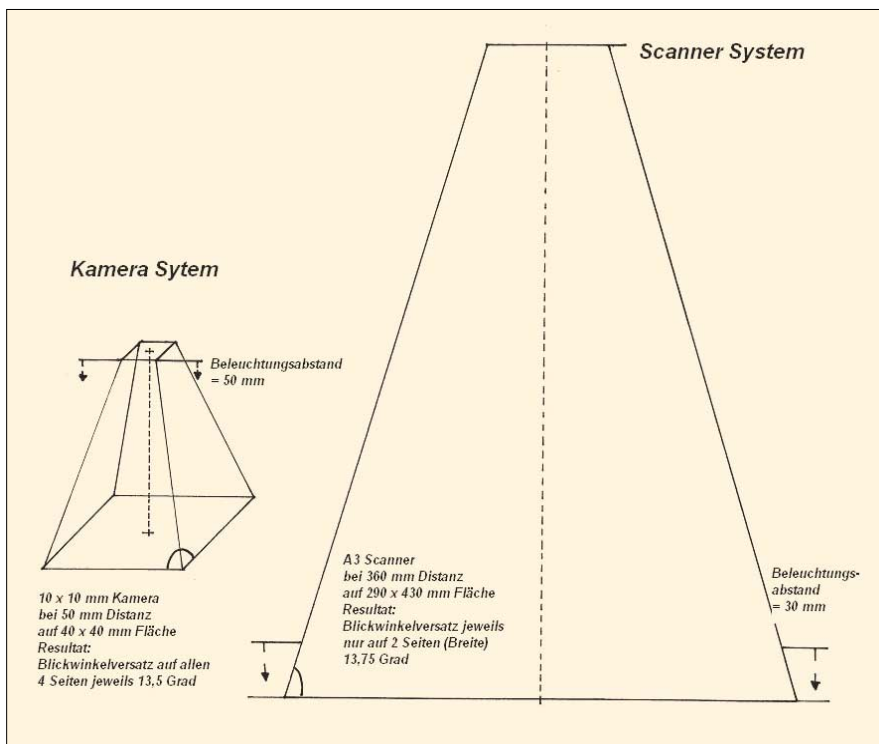 Scanner System
Kamera Sytem
Beleuchtungsabstand
= 50 mm
10 x 10 mm Kamera
bei 50 mm Distanz
auf 40 x 40 mm Fläche
Resultat:
Blickwinkelversatz auf allen
4 Seiten jeweils 13,5 Grad
A3 Scanner
bei 360 mm Distanz
auf 290 x 430 mm Fläche
Resultat:
Blickwinkelversatz jeweils
nur auf 2 Seiten (Breite)
13,75 Grad
Beleuchtungs-
abstand
= 30 mm